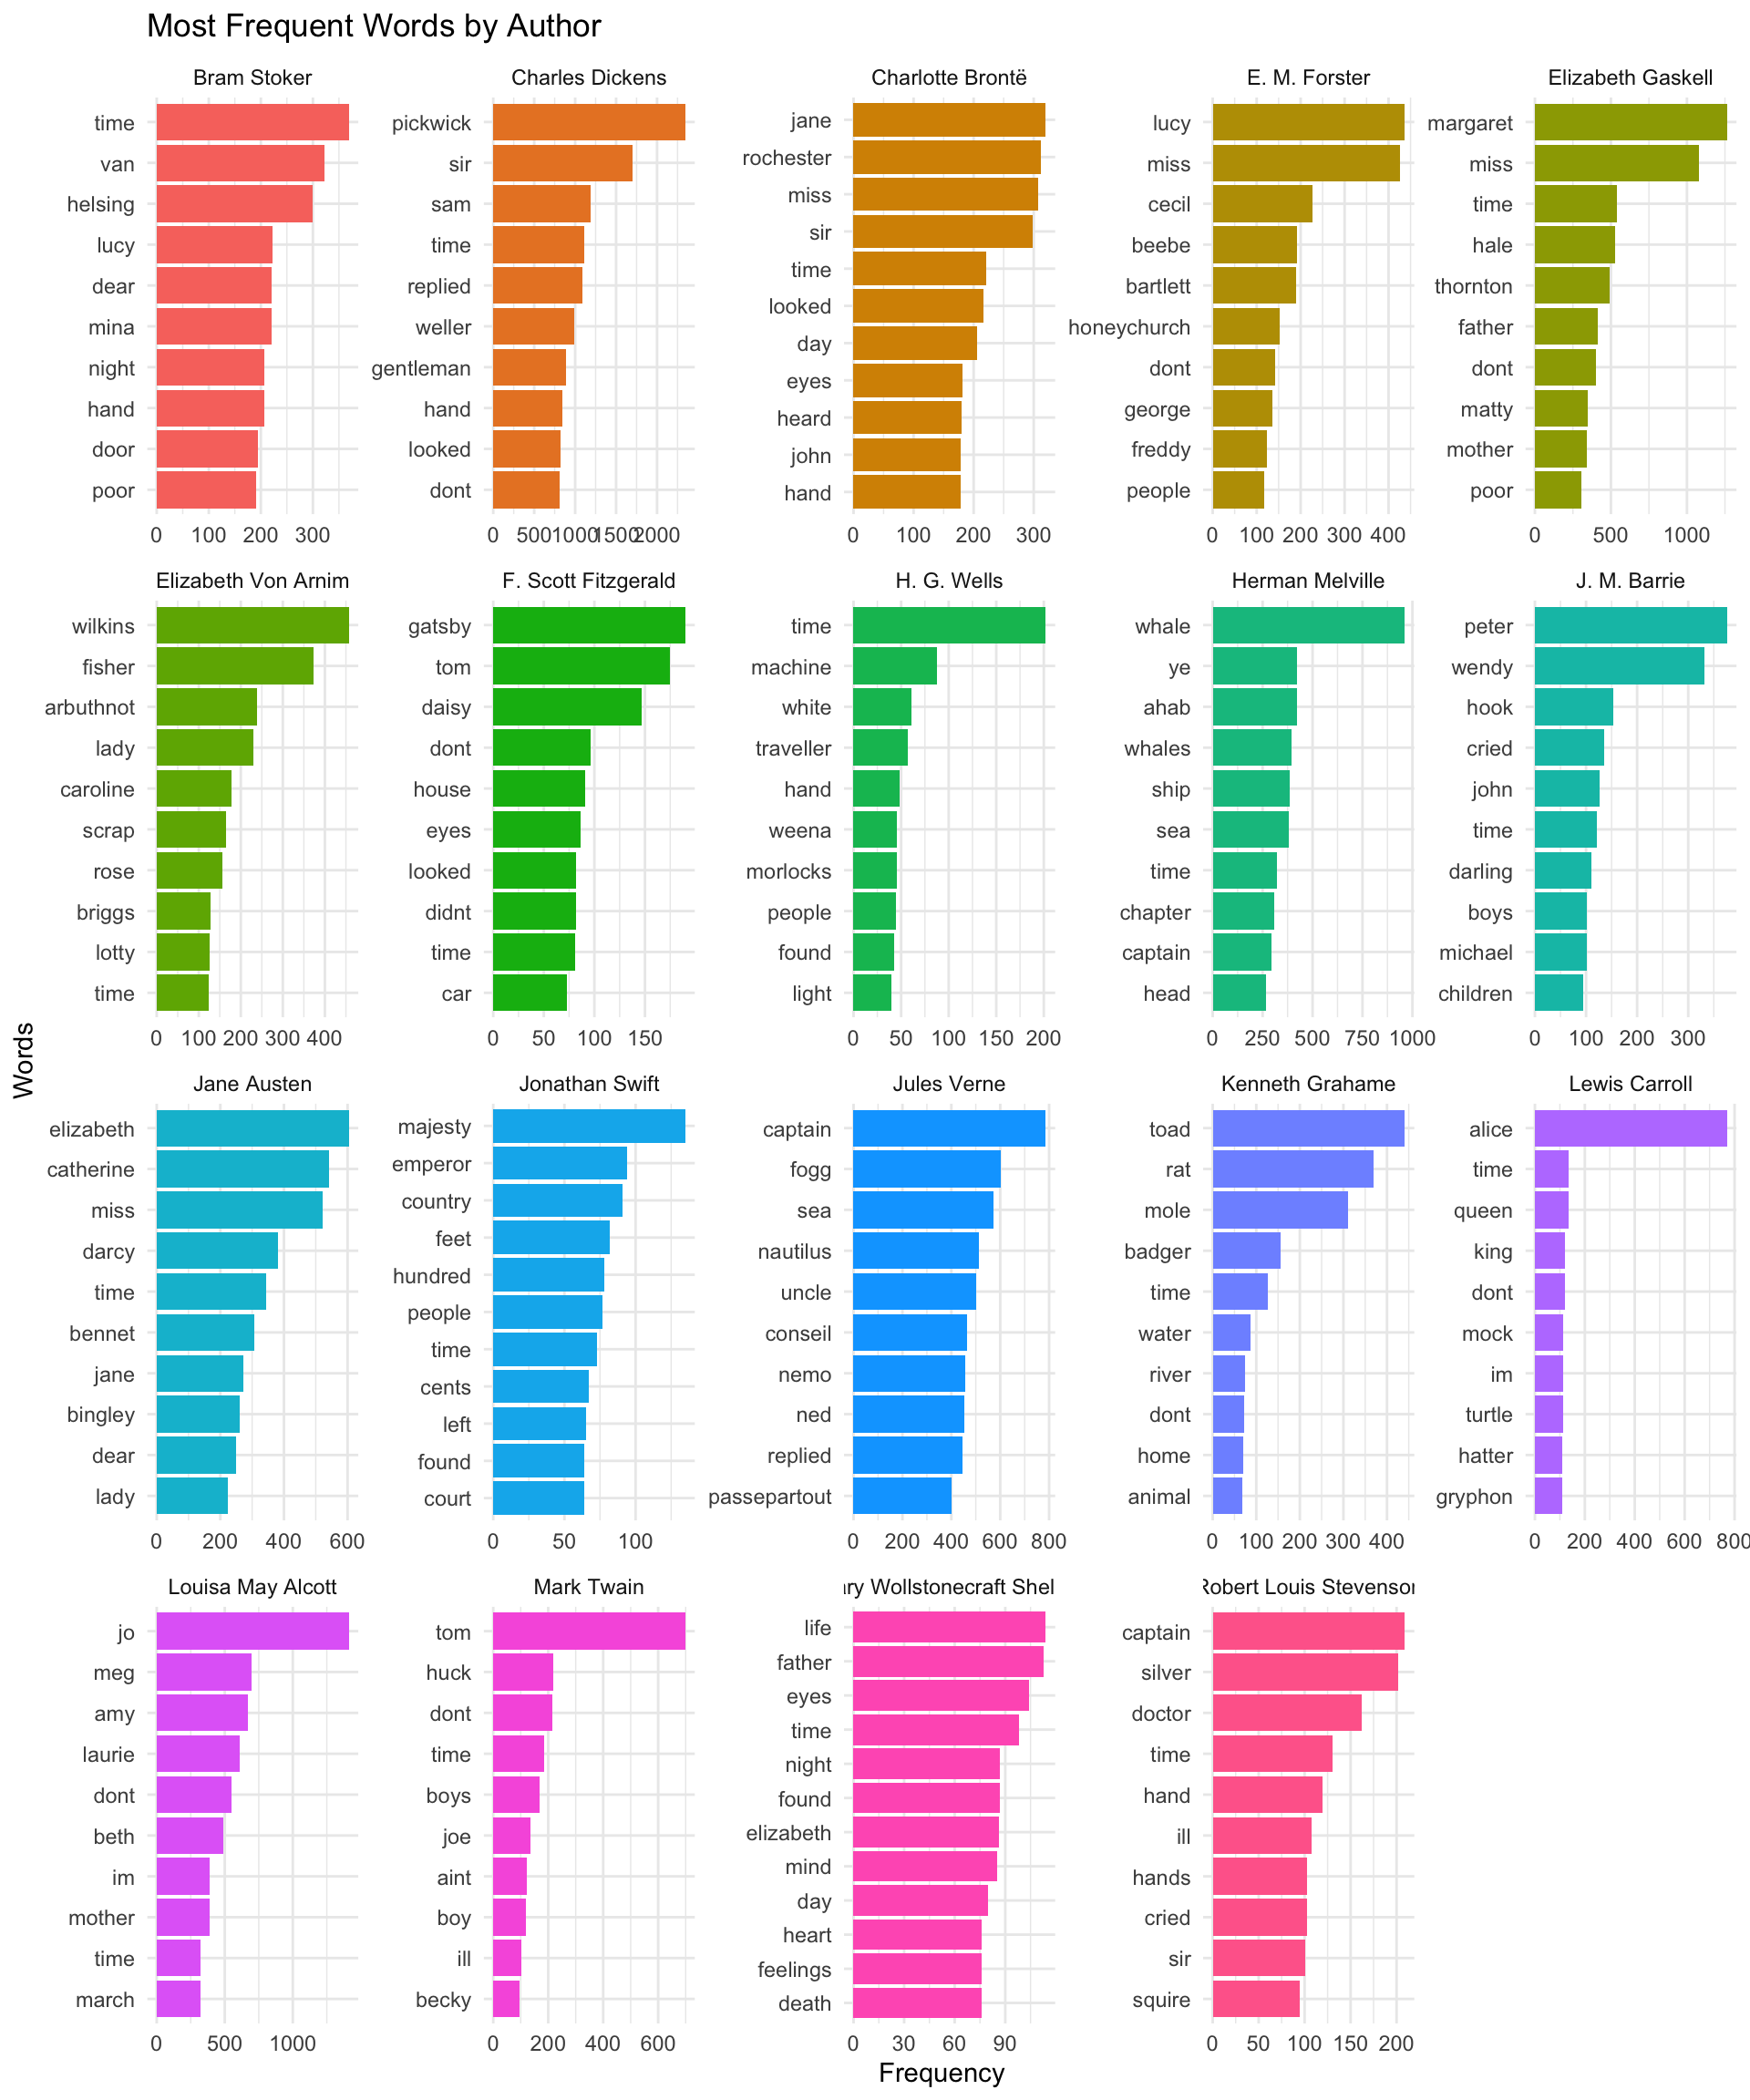 Most Frequent Words by Author
Bram Stoker
time
van
helsing
lucy
dear
mina
night
hand
door
poor
0 100 200 300
Charles Dickens
pickwick
sir
sam
time
replied
weller
gentleman
hand
looked
dont
0 500 1000 1500 2000
Charlotte Brontë
jane
rochester
miss
sir
time
looked
day
eyes
heard
john
hand
0 100 200 300
E. M. Forster
lucy
miss
cecil
beebe
bartlett
honeychurch
dont
george
freddy
people
0 100 200 300 400
Elizabeth Gaskell
margaret
miss
time
hale
thornton
father
dont
matty
mother
poor
0 500 1000
Elizabeth Von Arnim
wilkins
fisher
arbuthnot
lady
caroline
scrap
rose
briggs
lotty
time
0 100 200 300 400
F. Scott Fitzgerald
gatsby
tom
daisy
dont
house
eyes
looked
didnt
time
car
0 50 100 150
H. G. Wells
time
machine
white
traveller
hand
weena
morlocks
people
found
light
0 50 100 150 200
Herman Melville
whale
ye
ahab
whales
ship
sea
time
chapter
captain
head
0 250 500 750 1000
J. M. Barrie
peter
wendy
hook
cried
john
time
darling
boys
michael
children
0 100 200 300
Words
Jane Austen
elizabeth
catherine
miss
darcy
time
bennet
jane
bingley
dear
lady
0 200 400 600
Jonathan Swift
majesty
emperor
country
feet
hundred
people
time
cents
left
found
court
0 50 100
Jules Verne
captain
fogg
sea
nautilus
uncle
conseil
nemo
ned
replied
passepartout
0 200 400 600 800
Kenneth Grahame
toad
rat
mole
badger
time
water
river
dont
home
animal
0 100 200 300 400
Lewis Carroll
alice
time
queen
king
dont
mock
im
turtle
hatter
gryphon
0 200 400 600 800
Louisa May Alcott
jo
meg
amy
laurie
dont
beth
im
mother
time
march
0 500 1000
Mark Twain
tom
huck
dont
time
boys
joe
aint
boy
ill
becky
0 200 400 600
ary Wollstonecraft Shel
life
father
eyes
time
night
found
elizabeth
mind
day
heart
feelings
death
0 30 60 90
Robert Louis Stevenson
captain
silver
doctor
time
hand
ill
hands
cried
sir
squire
0 50 100 150 200
Frequency